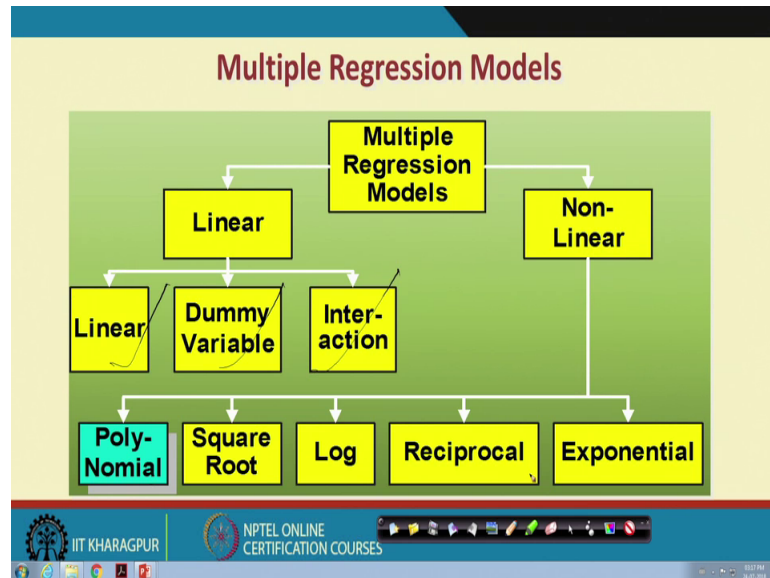 Multiple Regression Models
Multiple
Regression
Models
Linear
Non-
Linear
Linear
Dummy
Variable
Inter-
action
Poly-
Nomial
Square
Root
Log
Reciprocal
Exponential
IIT KHARAGPUR
NPTEL ONLINE
CERTIFICATION COURSES